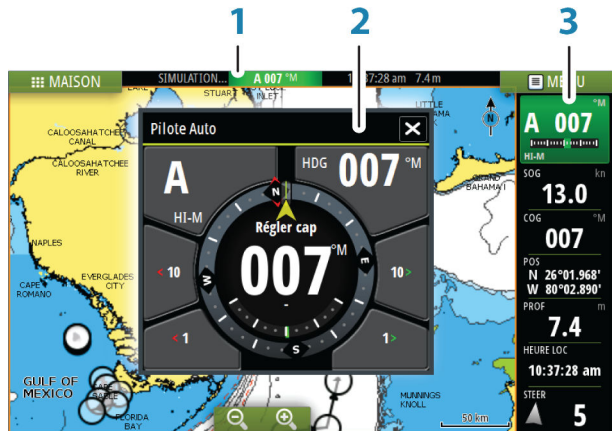 1 2 3
MAISON
SIMULATION... A 007 °M 10:37:28 am 7.4 m
MENU
STUART
INLET
LITTLE
CALOOSAHATCHEE
CANAL
CALOOSAHATCHEE
RIVER
NAPLES
CAPE
ROMANO
EVERGLADES
CITY
GULF OF
MEXICO
CAPE
SABLE
FLORIDA
BAY
GRAND
BAHAMA I
MUNNINGS
KNOLL
50 km
N
Pilote Auto
X
A
HI-M
HDG 007 °M
N
E
S
W
Régler cap
007 °M
-
< 10
10 >
< 1
1 >
°M
A 007
HI-M
SOG kn
13.0
COG °M
007
POS
N 26°01.968'
W 80°02.890'
PROF m
7.4
HEURE LOC
10:37:28 am
STEER
5